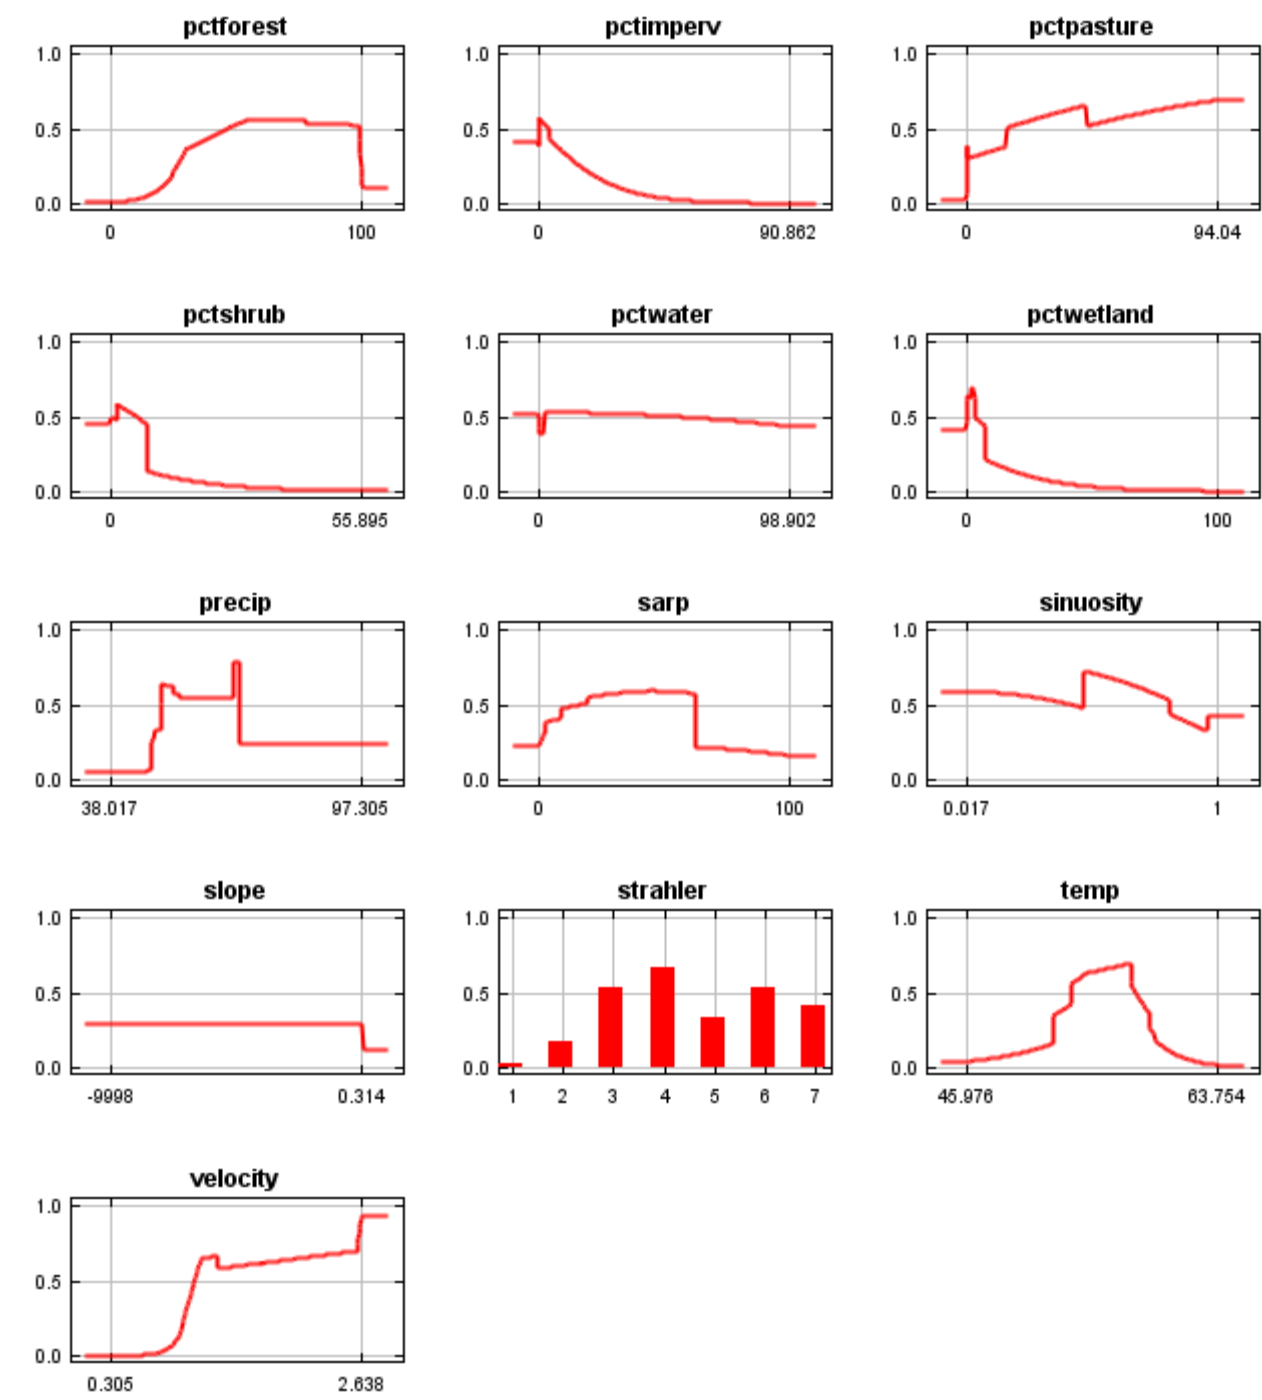 pctforest pctimperv pctpasture
1.0 1.0 1.0
0.5 0.5 0.5
0.0 0.0 0.0
0 100 0 90.862 0 94.04
pctshrub pctwater pctwetland
1.0 1.0 1.0
0.5 0.5 0.5
0.0 0.0 0.0
0 55.895 0 98.902 0 100
precip sarp sinuosity
1.0 1.0 1.0
0.5 0.5 0.5
0.0 0.0 0.0
38.017 97.305 0 100 0.017 1
slope strahler temp
1.0 1.0 1.0
0.5 0.5 0.5
0.0 0.0 0.0
-9998 0.314 1 2 3 4 5 6 7 45.976 63.754
velocity
1.0
0.5
0.0
0.305 2.638